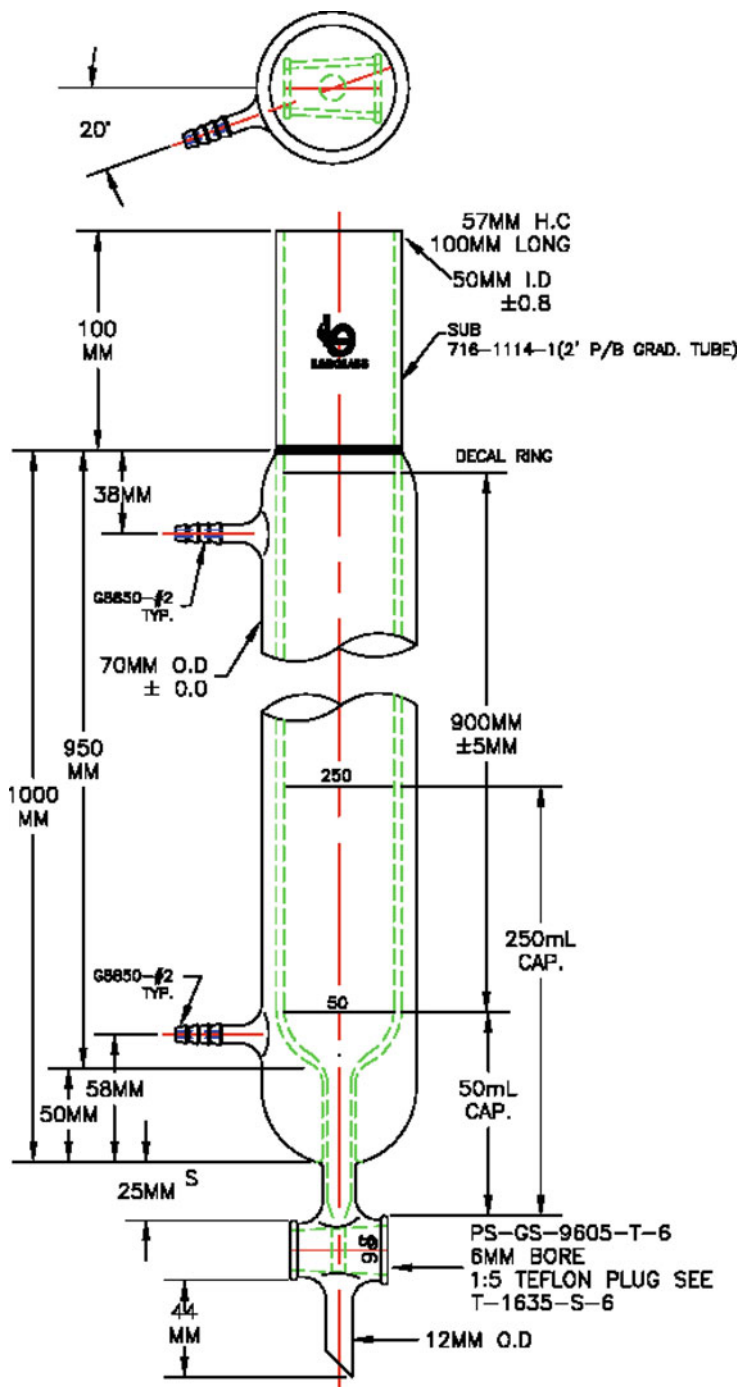 20°
57MM H.C
100MM LONG
50MM I.D
±0.8
SUB
716-1114-1(2' P/B GRAD. TUBE)
100
MM
DECAL RING
38MM
G8650-#2
TYP.
70MM O.D
± 0.0
900MM
±5MM
950
MM
1000
MM
250
250mL
CAP.
G8650-#2
TYP.
50
58MM
50MM
50mL
CAP.
25MM
S
PS-GS-9605-T-6
6MM BORE
1:5 TEFLON PLUG SEE
T-1635-S-6
44
MM
12MM O.D